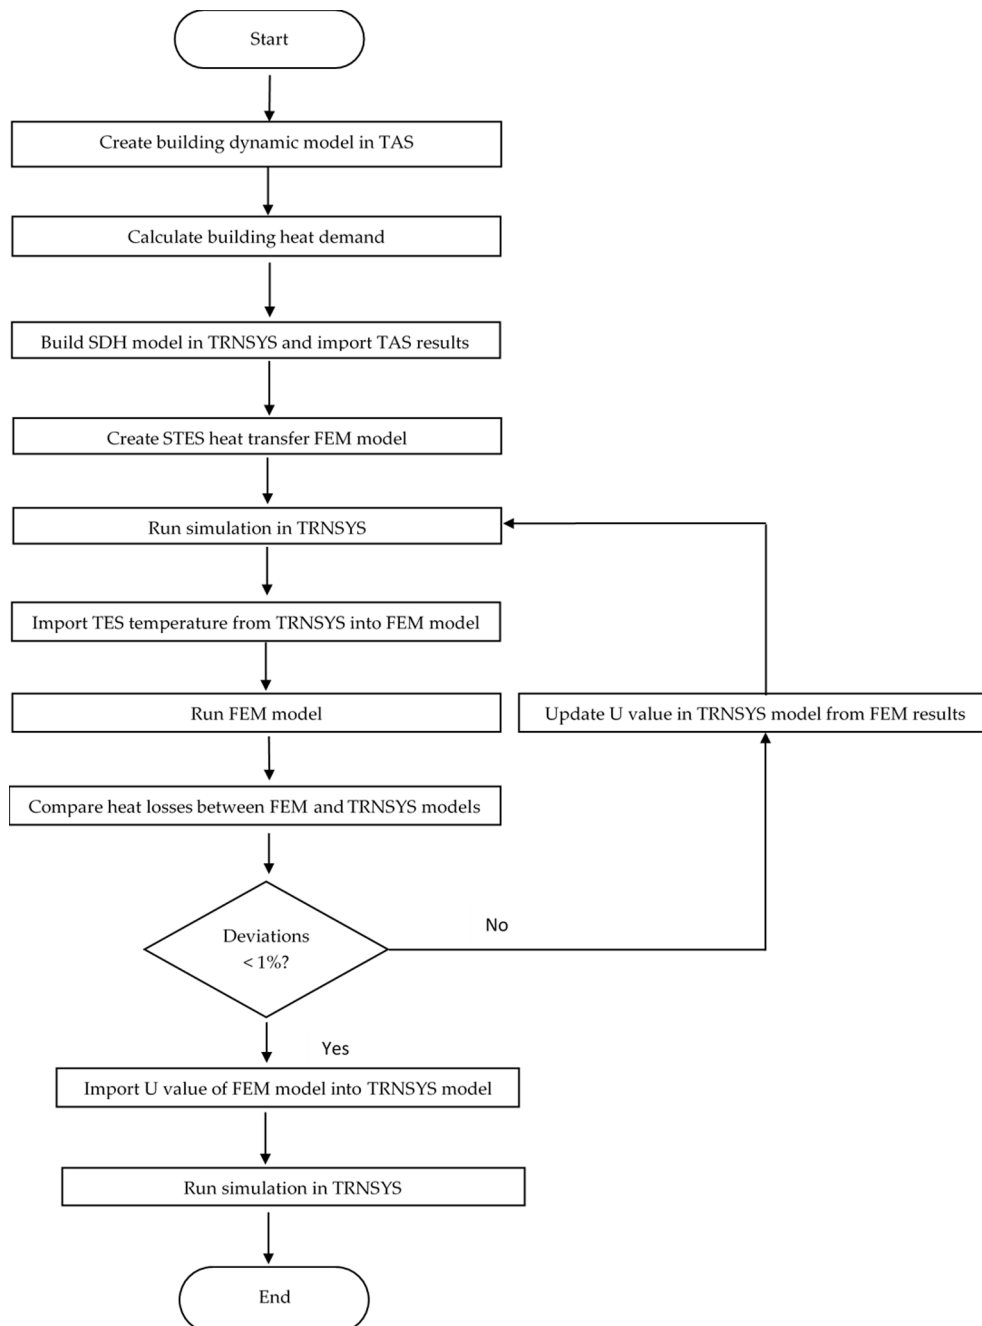 Start
Create building dynamic model in TAS
Calculate building heat demand
Build SDH model in TRNSYS and import TAS results
Create STES heat transfer FEM model
Run simulation in TRNSYS
Import TES temperature from TRNSYS into FEM model
Run FEM model
Update U value in TRNSYS model from FEM results
Compare heat losses between FEM and TRNSYS models
Deviations
< 1%?
No
Yes
Import U value of FEM model into TRNSYS model
Run simulation in TRNSYS
End